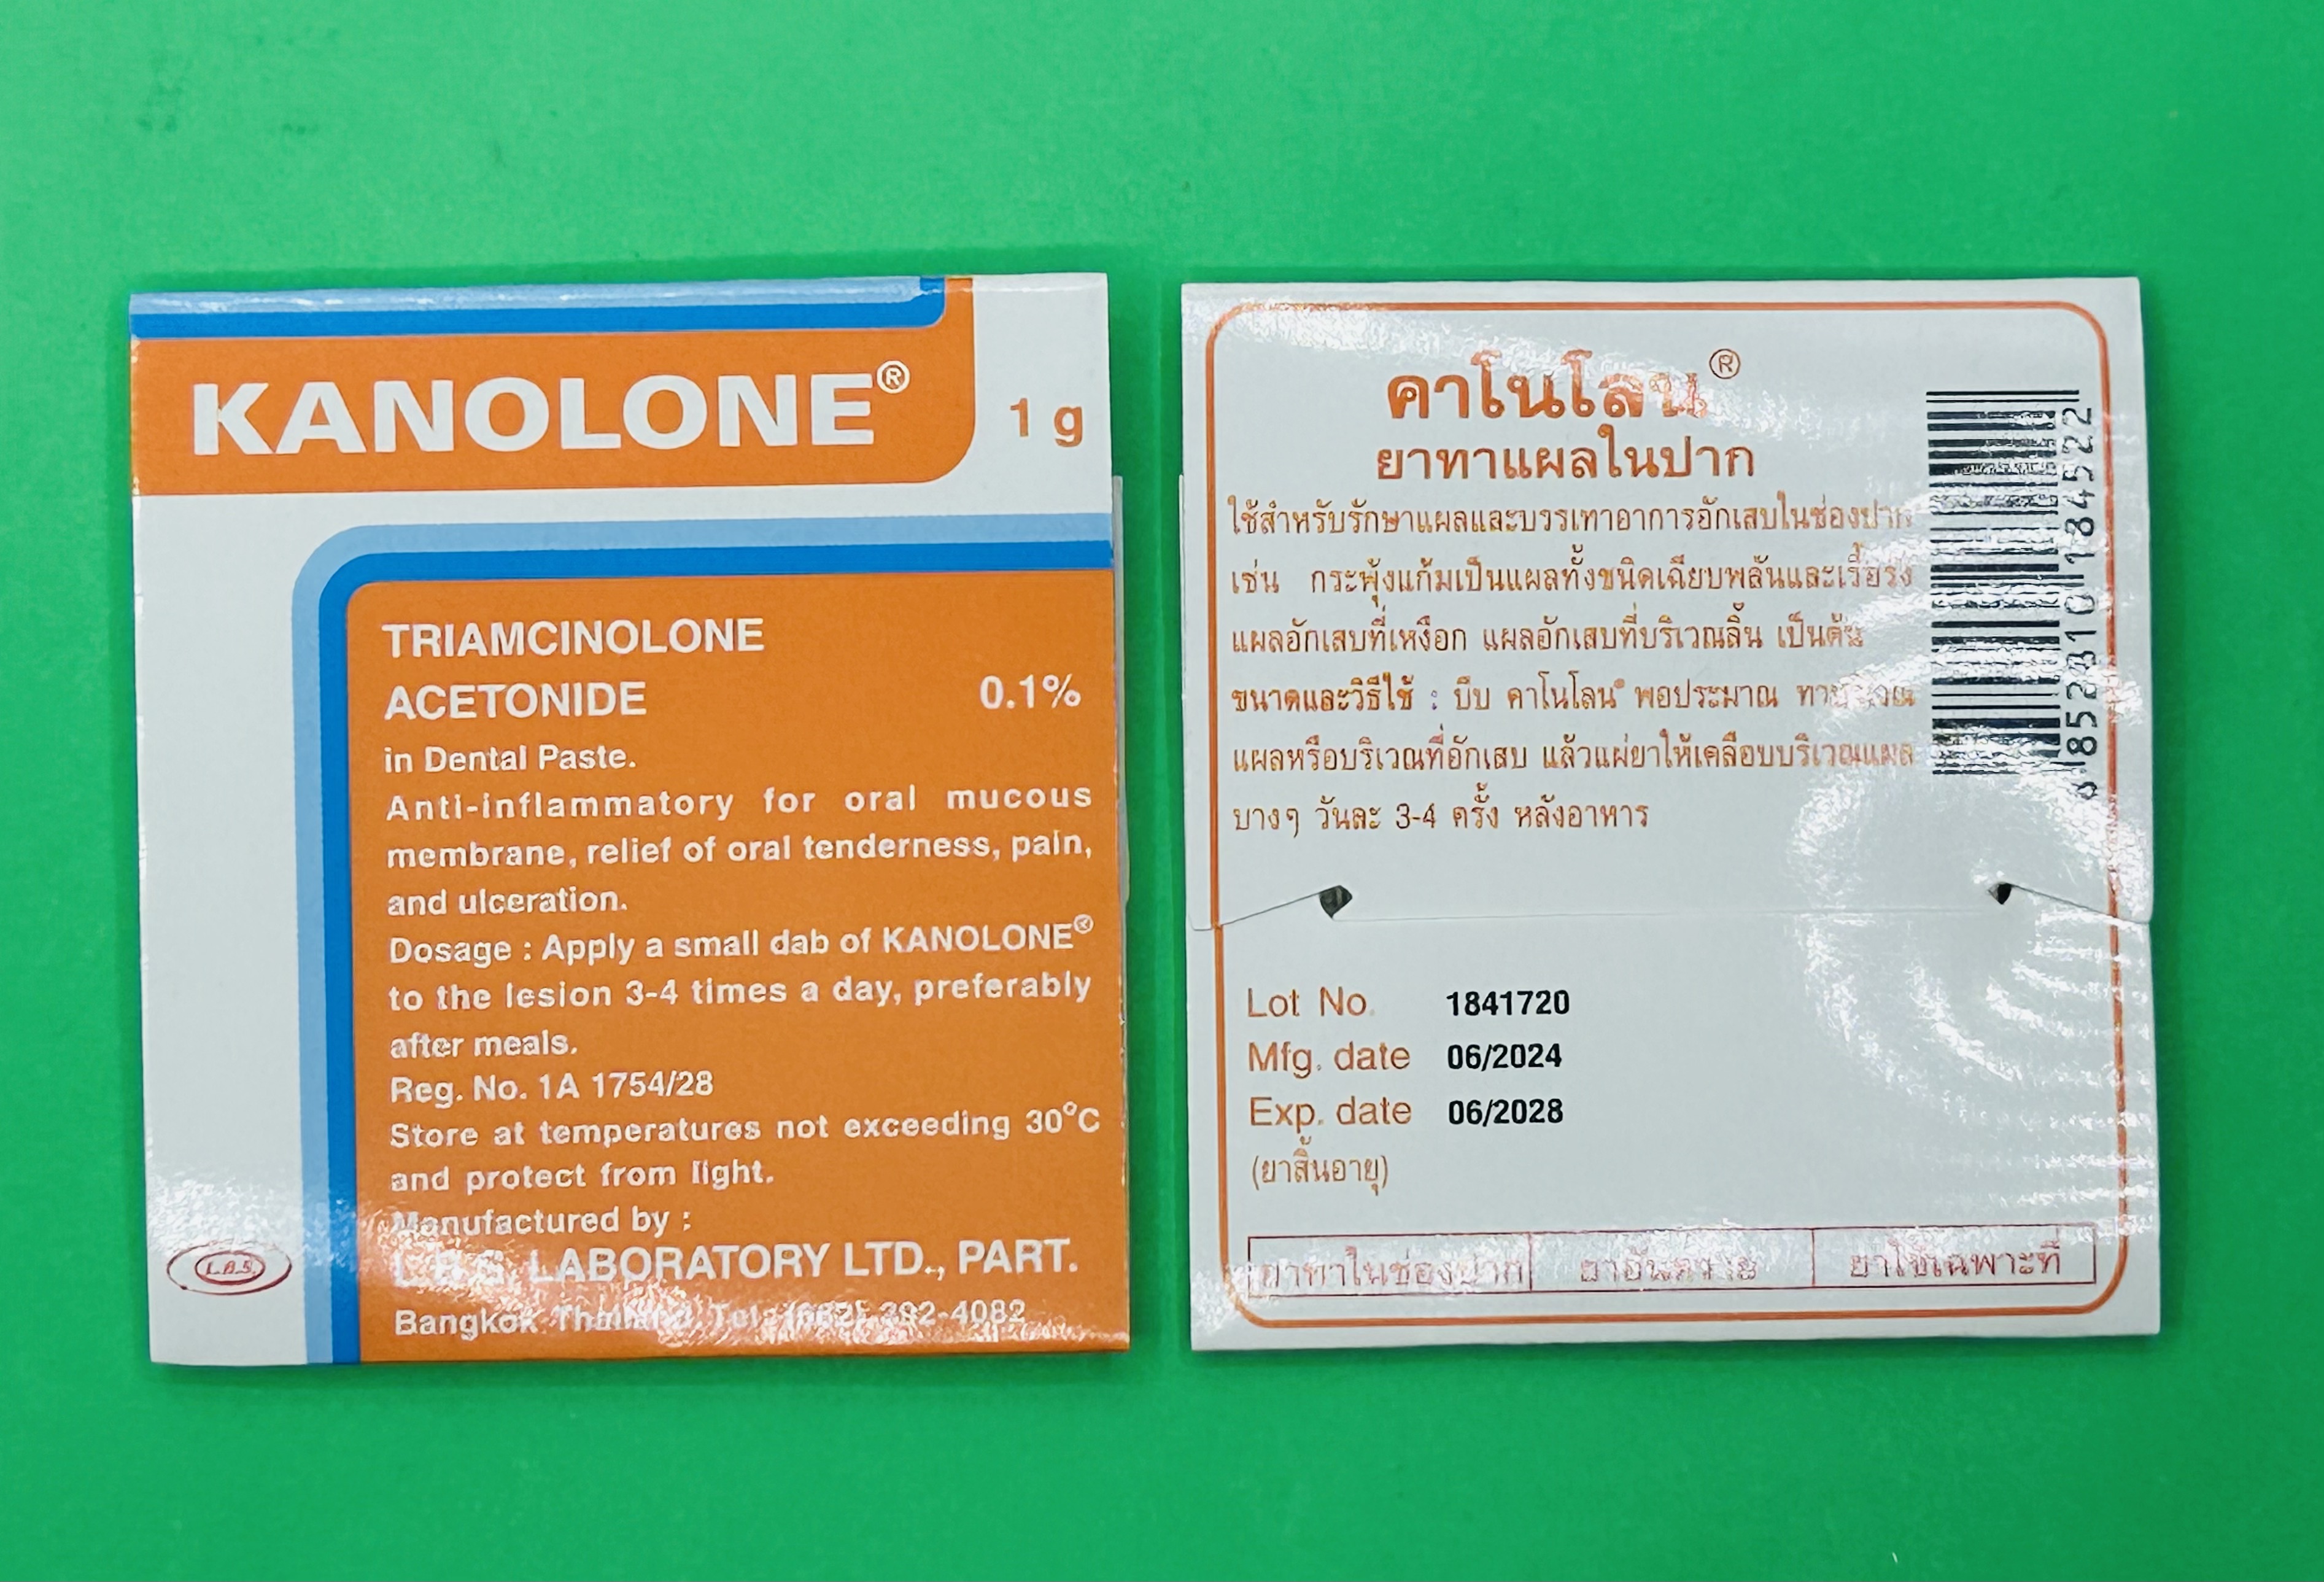 KANOLONE®
1 g
TRIAMCINOLONE
ACETONIDE 0.1%
in Dental Paste.
Anti-inflammatory for oral mucous
membrane, relief of oral tenderness, pain,
and ulceration.
Dosage : Apply a small dab of KANOLONE®
to the lesion 3-4 times a day, preferably
after meals.
Reg. No. 1A 1754/28
Store at temperatures not exceeding 30°C
and protect from light.
Manufactured by :
L.B.S. LABORATORY LTD., PART.
Bangkok Thailand. Tel. (662) 392-4082
L.B.S.
คาโนโลน®
ยาทาแผลในปาก
ใช้สำหรับรักษาแผลและบรรเทาอาการอักเสบในช่องปาก
เช่น กระพุ้งแก้มเป็นแผลทั้งชนิดเฉียบพลันและเรื้อรัง
แผลอักเสบที่เหงือก แผลอักเสบที่บริเวณลิ้น เป็นต้น
ขนาดและวิธีใช้ : บีบ คาโนโลน® พอประมาณ ทาบริเวณ
แผลหรือบริเวณที่อักเสบ แล้วแผ่ยาให้เคลือบบริเวณแผล
บางๆ วันละ 3-4 ครั้ง หลังอาหาร
8 852810 184522
Lot No. 1841720
Mfg. date 06/2024
Exp. date 06/2028
(ยาสิ้นอายุ)
ยาทาในช่องปาก ยาอันตราย ยาใช้เฉพาะที่